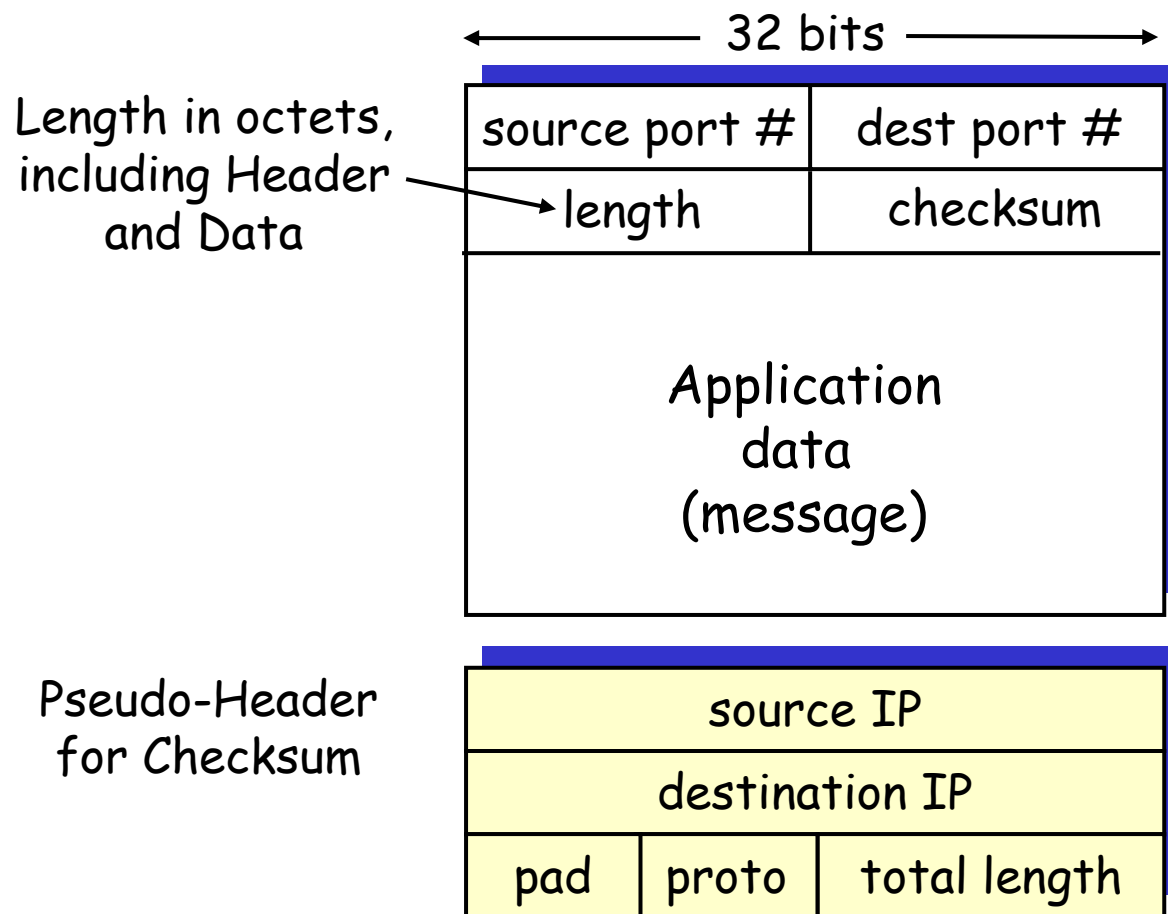 32 bits
Length in octets,
including Header
and Data
source port #
dest port #
length
checksum
Application
data
(message)
Pseudo-Header
for Checksum
source IP
destination IP
pad
proto
total length